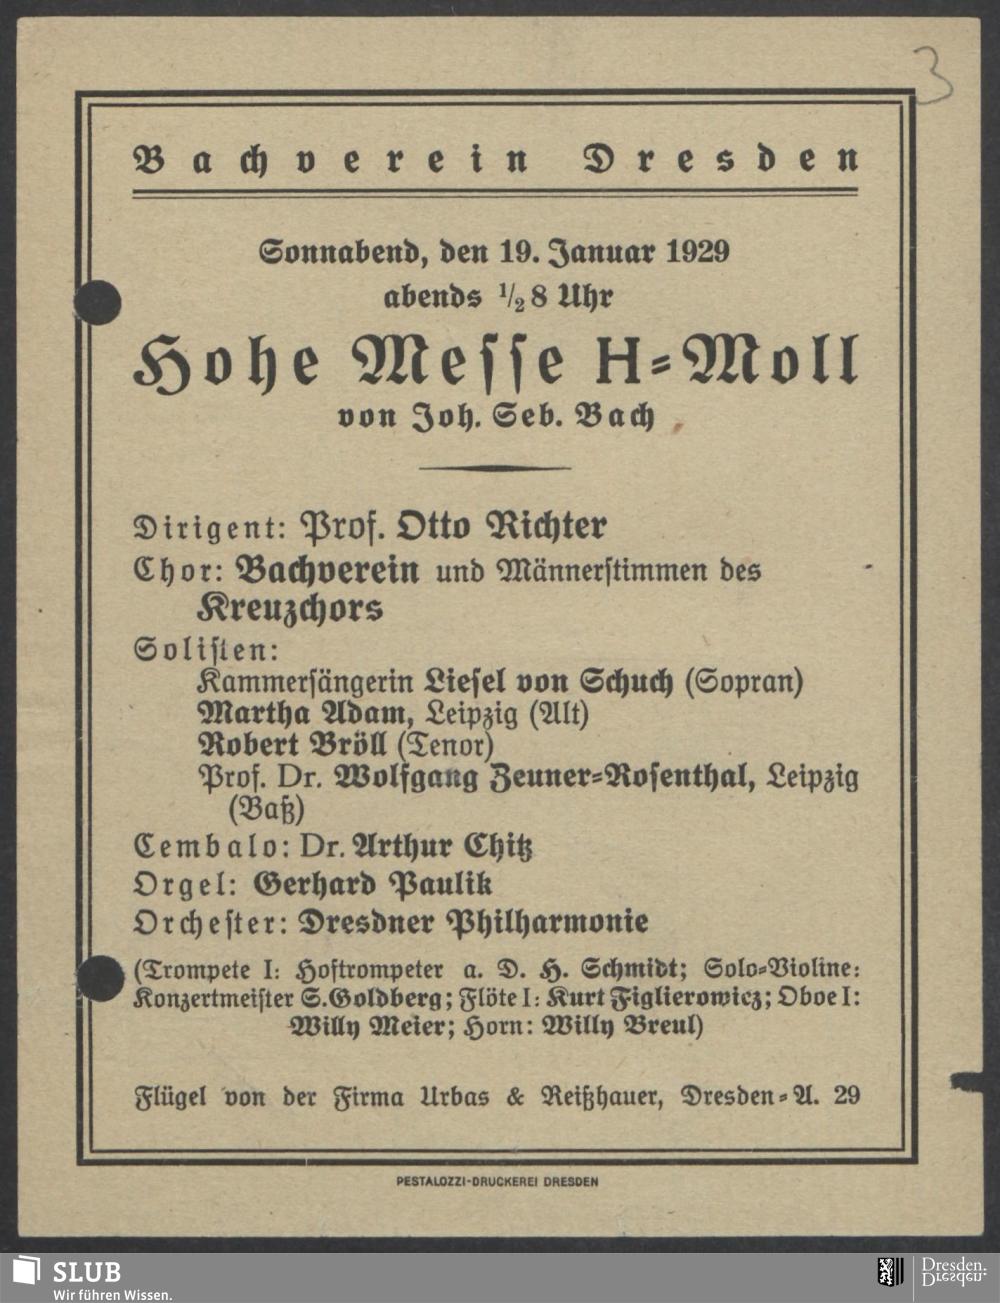 3
Bachverein Dresden
Sonnabend, den 19. Januar 1929
abends ½ 8 Uhr
Hohe Messe H-Moll
von Joh. Seb. Bach
Dirigent: Prof. Otto Richter
Chor: Bachverein und Männerstimmen des
Kreuzchors
Solisten:
Kammersängerin Liesel von Schuch (Sopran)
Martha Adam, Leipzig (Alt)
Robert Bröll (Tenor)
Prof. Dr. Wolfgang Zeuner-Rosenthal, Leipzig
(Baß)
Cembalo: Dr. Arthur Chitz
Orgel: Gerhard Paulik
Orchester: Dresdner Philharmonie
(Trompete I: Hoftrompeter a. D. H. Schmidt; Solo-Violine:
Konzertmeister S. Goldberg; Flöte I: Kurt Figlierowicz; Oboe I:
Willy Meier; Horn: Willy Breul)
Flügel von der Firma Urbas & Reißhauer, Dresden-A. 29
PESTALOZZI-DRUCKEREI DRESDEN
SLUB
Wir führen Wissen.
Dresden.
Dresden.